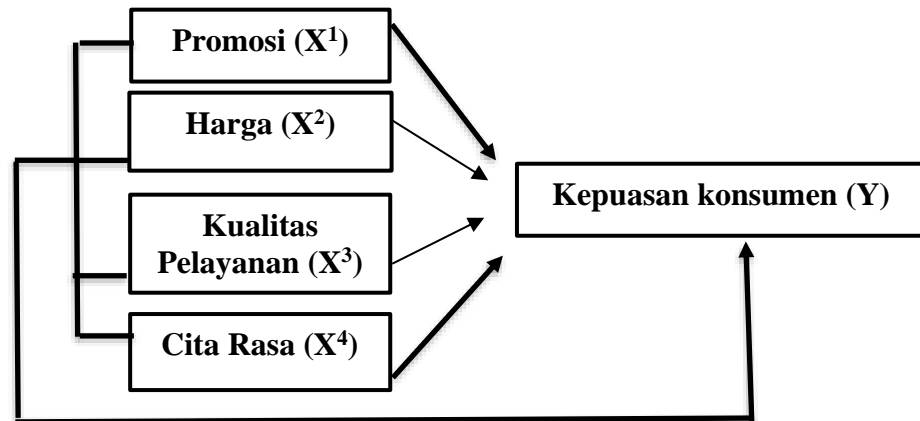 Promosi (X¹)
Harga (X²)
Kualitas
Pelayanan (X³)
Cita Rasa (X⁴)
Kepuasan konsumen (Y)